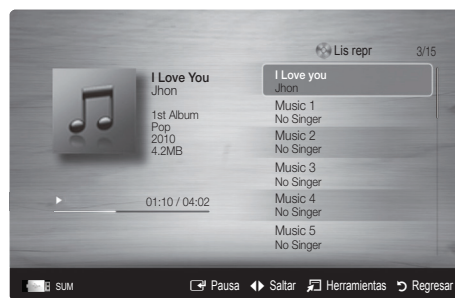 Lis repr 3/15
I Love You
Jhon
1st Album
Pop
2010
4.2MB
01:10 / 04:02
I Love you
Jhon
Music 1
No Singer
Music 2
No Singer
Music 3
No Singer
Music 4
No Singer
Music 5
No Singer
SUM Pausa Saltar Herramientas Regresar